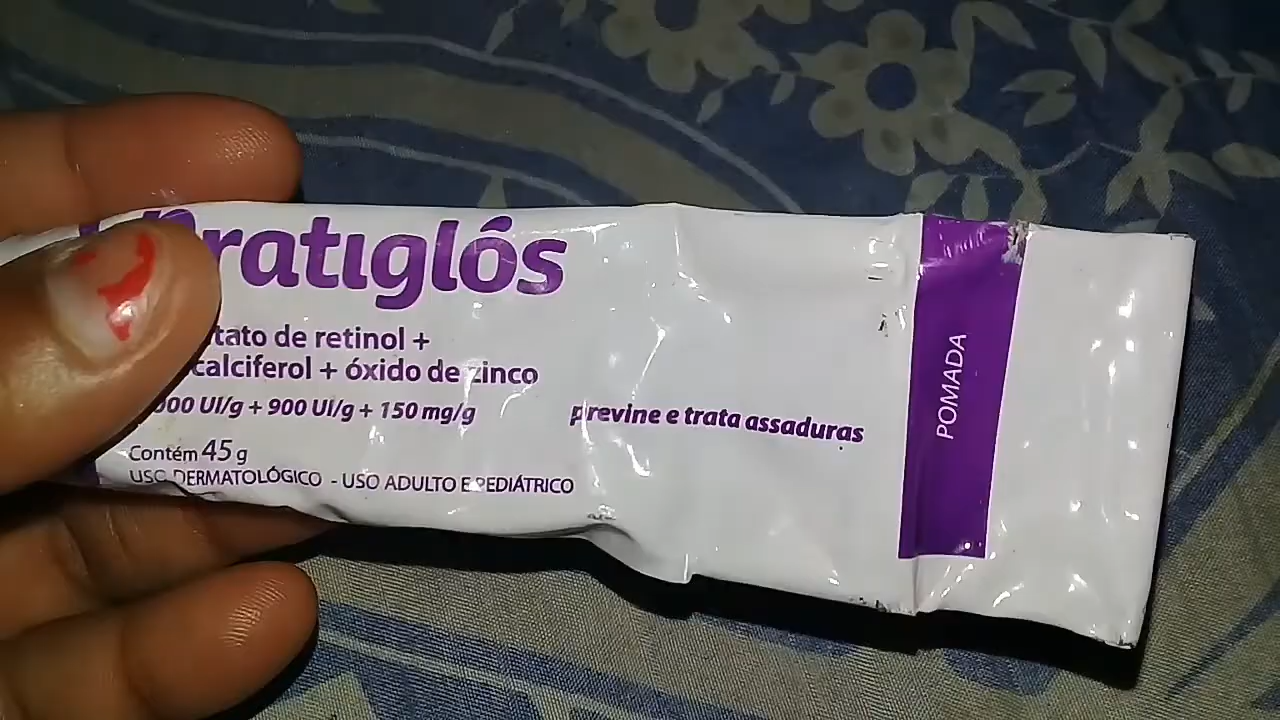 Pratiglós
tato de retinol +
calciferol + óxido de zinco
000 UI/g + 900 UI/g + 150 mg/g
previne e trata assaduras
Contém 45 g
USO DERMATOLÓGICO - USO ADULTO E PEDIÁTRICO
POMADA